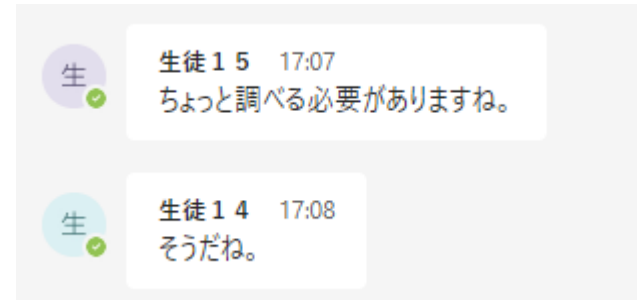 生
生徒１５ 17:07
ちょっと調べる必要がありますね。
生
生徒１４ 17:08
そうだね。